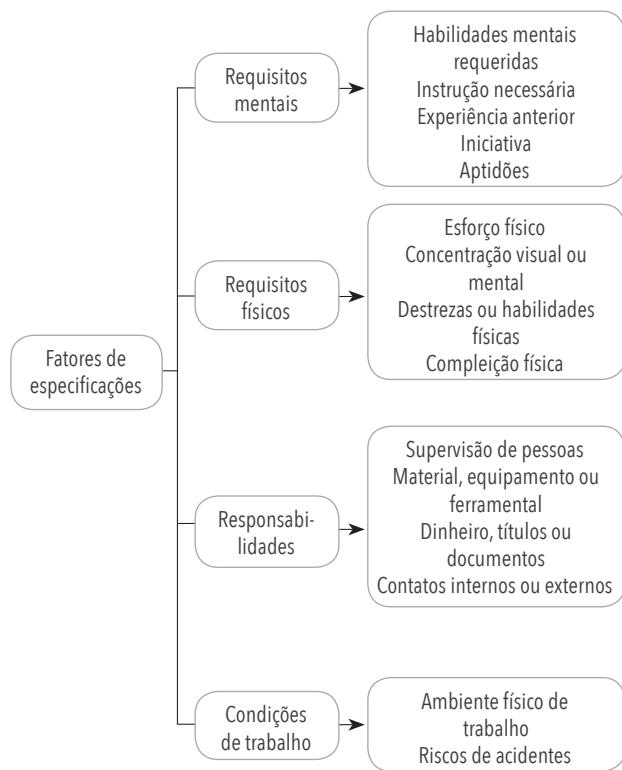 Fatores de
especificações
Requisitos
mentais
Habilidades mentais
requeridas
Instrução necessária
Experiência anterior
Iniciativa
Aptidões
Requisitos
físicos
Esforço físico
Concentração visual ou
mental
Destrezas ou habilidades
físicas
Compleição física
Responsabi-
lidades
Supervisão de pessoas
Material, equipamento ou
ferramental
Dinheiro, títulos ou
documentos
Contatos internos ou externos
Condições
de trabalho
Ambiente físico de
trabalho
Riscos de acidentes